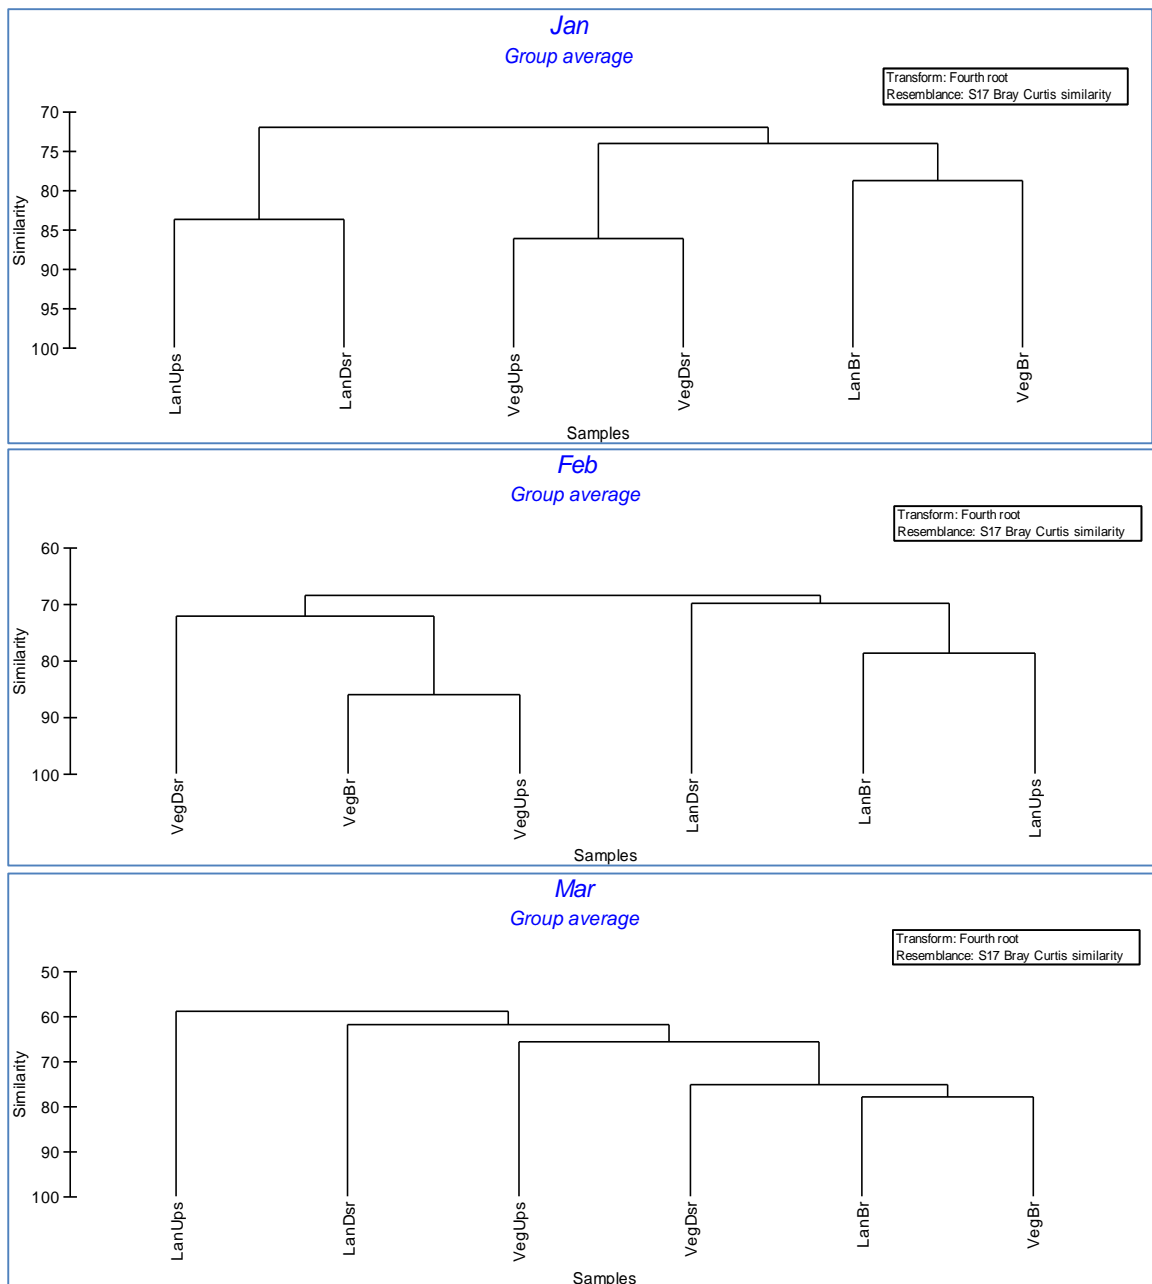 Jan
Group average
Transform: Fourth root
Resemblance: S17 Bray Curtis similarity
70
75
80
85
90
95
100
Similarity
LanUps
LanDsr
VegUps
VegDsr
LanBr
VegBr
Samples
Feb
Group average
Transform: Fourth root
Resemblance: S17 Bray Curtis similarity
60
70
80
90
100
Similarity
VegDsr
VegBr
VegUps
LanDsr
LanBr
LanUps
Samples
Mar
Group average
Transform: Fourth root
Resemblance: S17 Bray Curtis similarity
50
60
70
80
90
100
Similarity
LanUps
LanDsr
VegUps
VegDsr
LanBr
VegBr
Samples